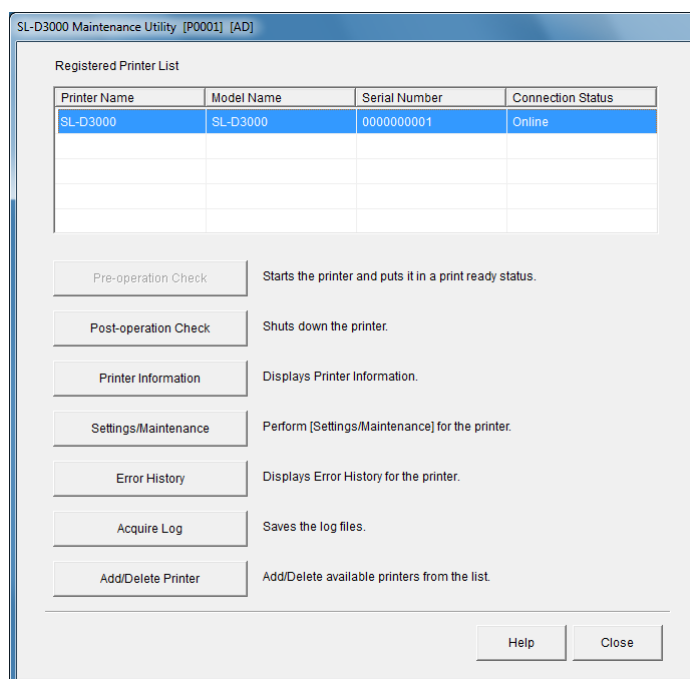 SL-D3000 Maintenance Utility [P0001] [AD]
Registered Printer List
Printer Name Model Name Serial Number Connection Status
SL-D3000 SL-D3000 0000000001 Online
Pre-operation Check Starts the printer and puts it in a print ready status.
Post-operation Check Shuts down the printer.
Printer Information Displays Printer Information.
Settings/Maintenance Perform [Settings/Maintenance] for the printer.
Error History Displays Error History for the printer.
Acquire Log Saves the log files.
Add/Delete Printer Add/Delete available printers from the list.
Help Close